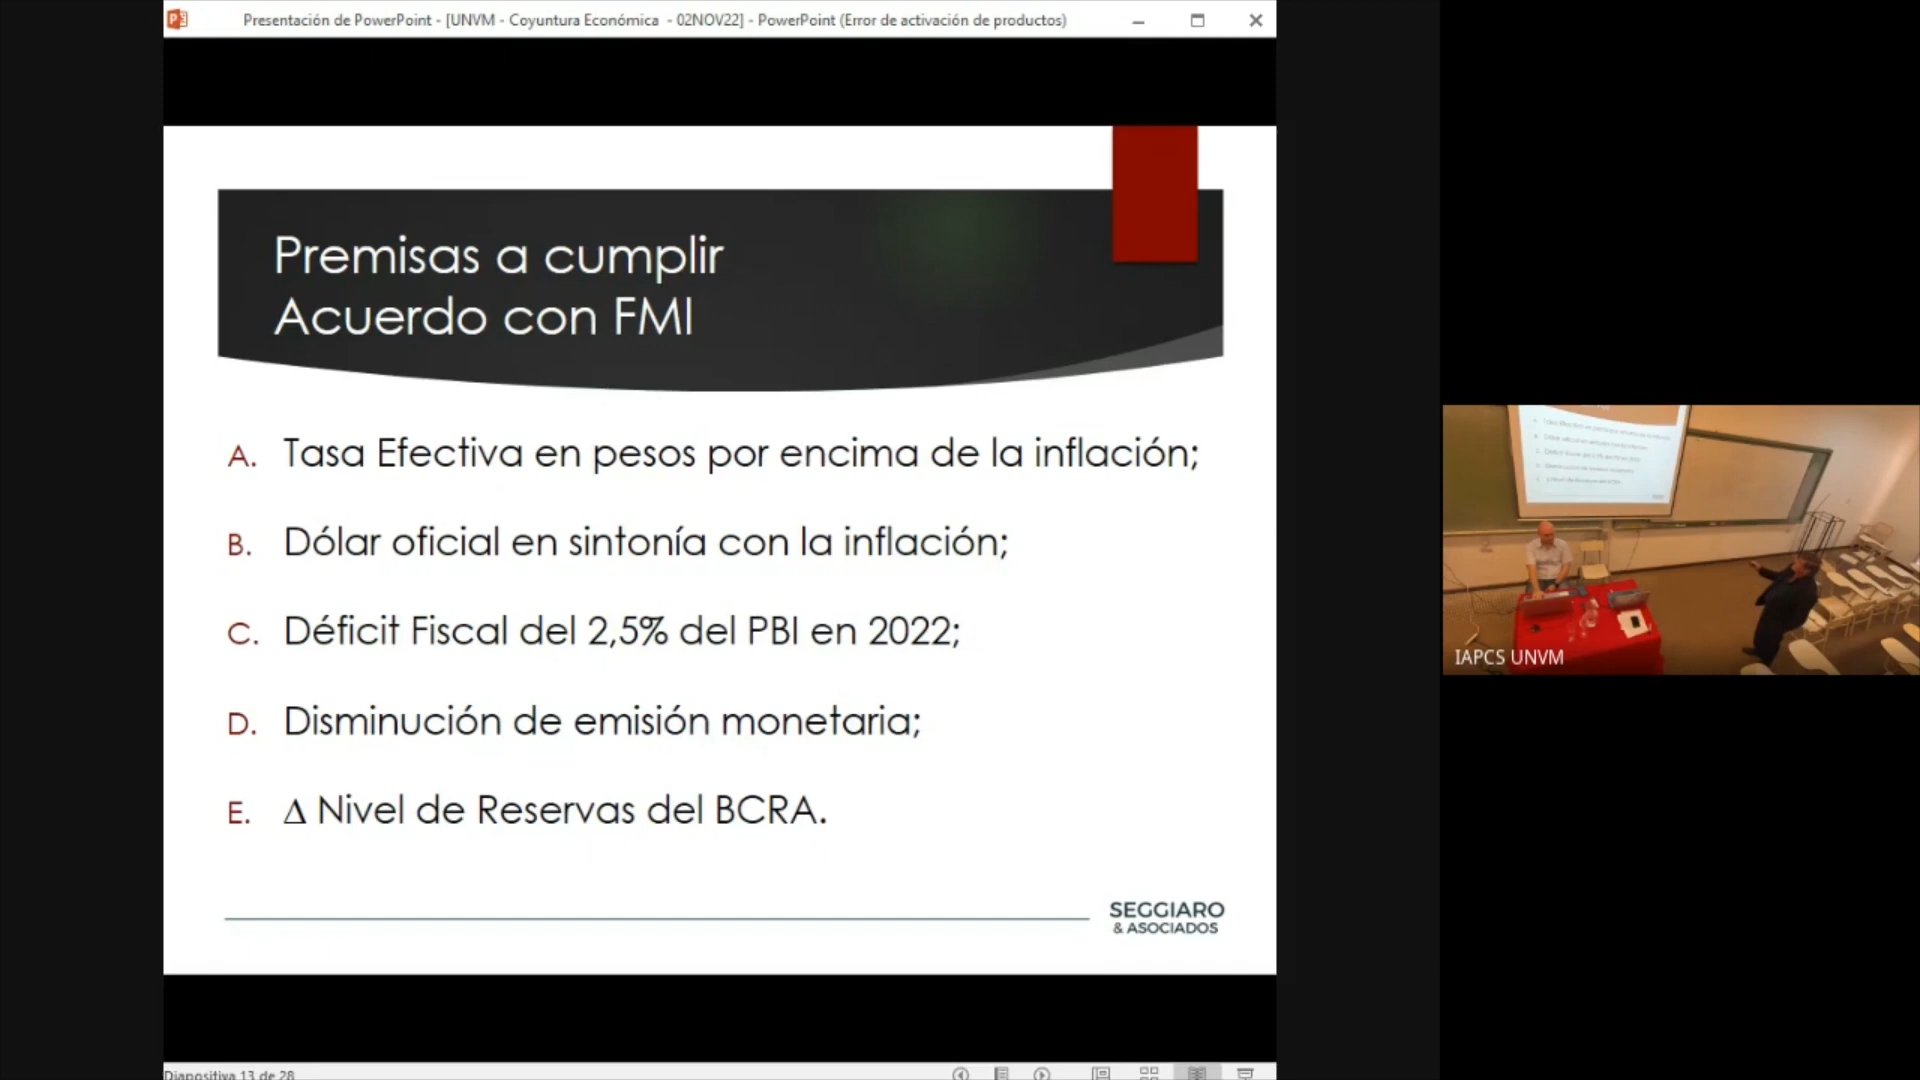 Presentación de PowerPoint - [UNVM - Coyuntura Económica - 02NOV22] - PowerPoint (Error de activación de productos)
Premisas a cumplir
Acuerdo con FMI
A. Tasa Efectiva en pesos por encima de la inflación;
B. Dólar oficial en sintonía con la inflación;
C. Déficit Fiscal del 2,5% del PBI en 2022;
D. Disminución de emisión monetaria;
E. Δ Nivel de Reservas del BCRA.
SEGGIARO
& ASOCIADOS
Diapositiva 13 de 28
IAPCS UNVM